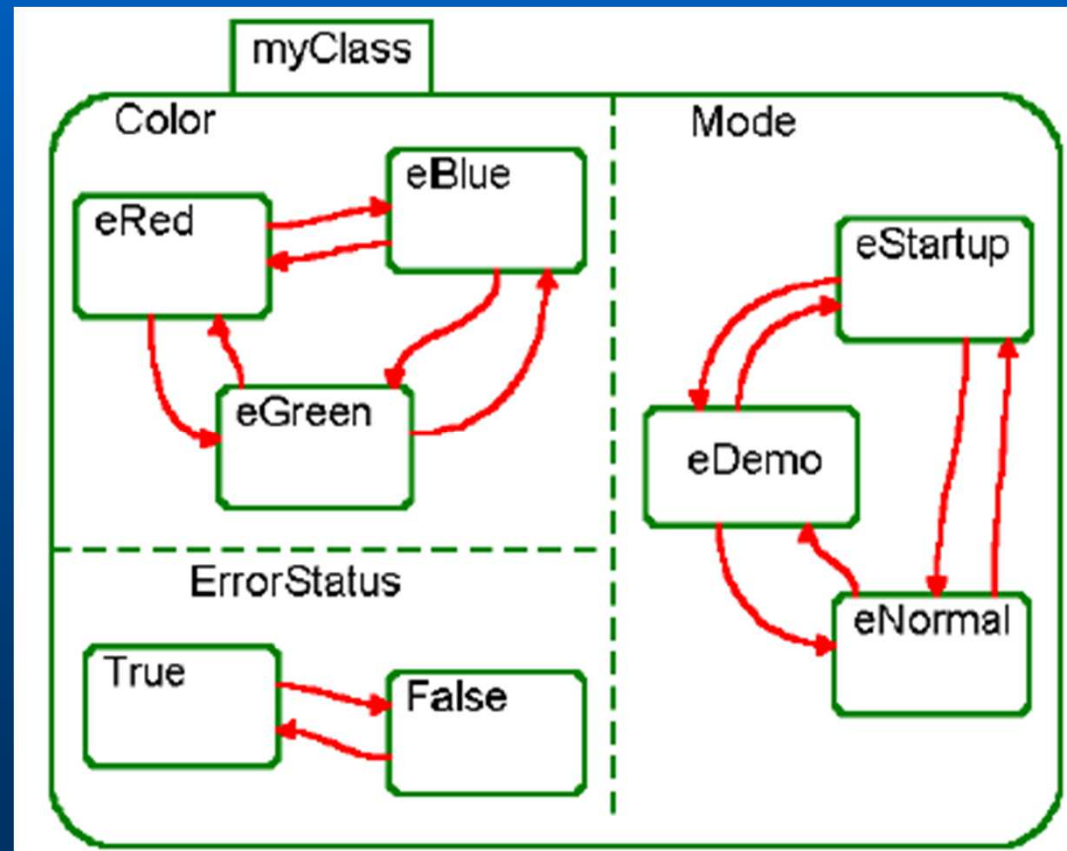 myClass
Color
eRed
eBlue
eGreen
ErrorStatus
True
False
Mode
eStartup
eDemo
eNormal